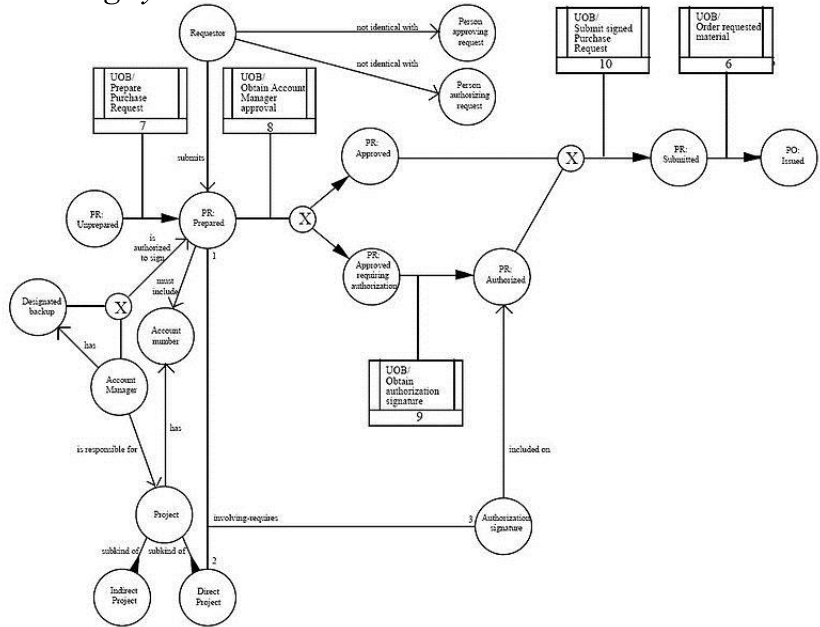 Requestor
not identical with
Person
approving
request
not identical with
Person
authorizing
request
UOB/
Submit signed
Purchase
Request
10
UOB/
Order requested
material
6
UOB/
Prepare
Purchase
Request
7
UOB/
Obtain Account
Manager
approval
8
submits
PR:
Approved
X
PR:
Submitted
PO:
Issued
PR:
Unprepared
PR:
Prepared
X
1
is
authorized
to sign
must
include
PR:
Approved
requiring
authorization
PR:
Authorized
Designated
backup
X
Account
number
has
Account
Manager
UOB/
Obtain
authorization
signature
9
has
is responsible for
included on
Project
involving-requires
3
Authorization
signature
subkind of
subkind of
2
Indirect
Project
Direct
Project